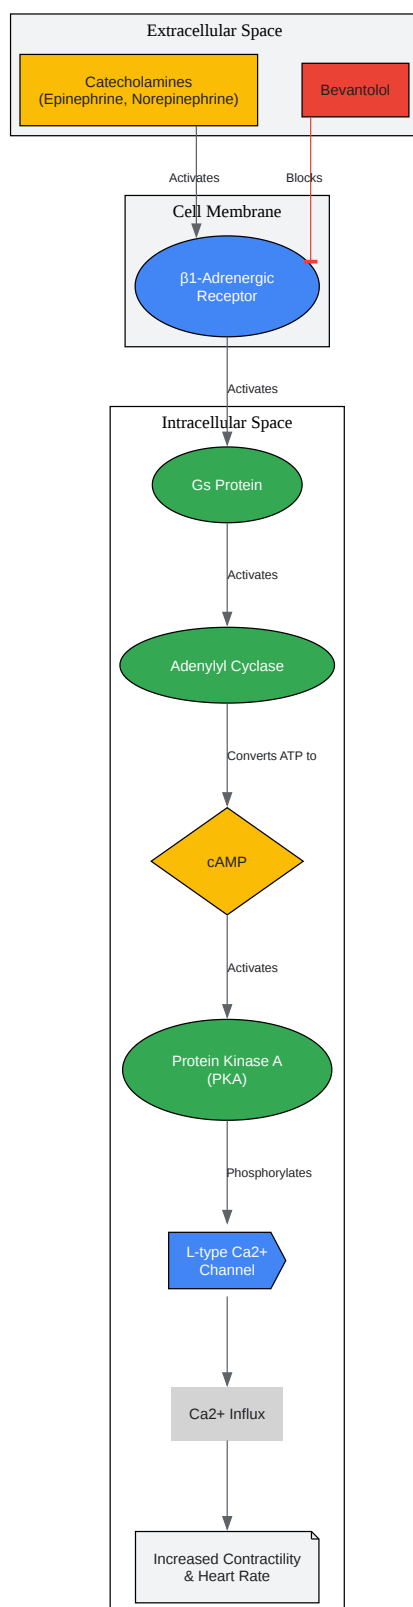 Extracellular Space
Catecholamines
(Epinephrine, Norepinephrine)
Bevantolol
Activates
Blocks
Cell Membrane
β1-Adrenergic
Receptor
Activates
Intracellular Space
Gs Protein
Activates
Adenylyl Cyclase
Converts ATP to
cAMP
Activates
Protein Kinase A
(PKA)
Phosphorylates
L-type Ca2+
Channel
Ca2+ Influx
Increased Contractility
& Heart Rate